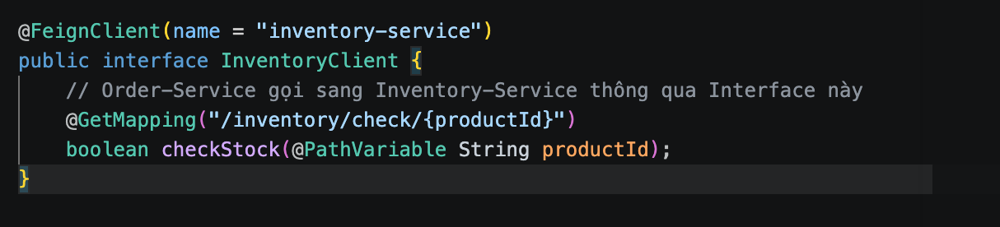 @FeignClient(name = "inventory-service")
public interface InventoryClient {
// Order-Service gọi sang Inventory-Service thông qua Interface này
@GetMapping("/inventory/check/{productId}")
boolean checkStock(@PathVariable String productId);
}